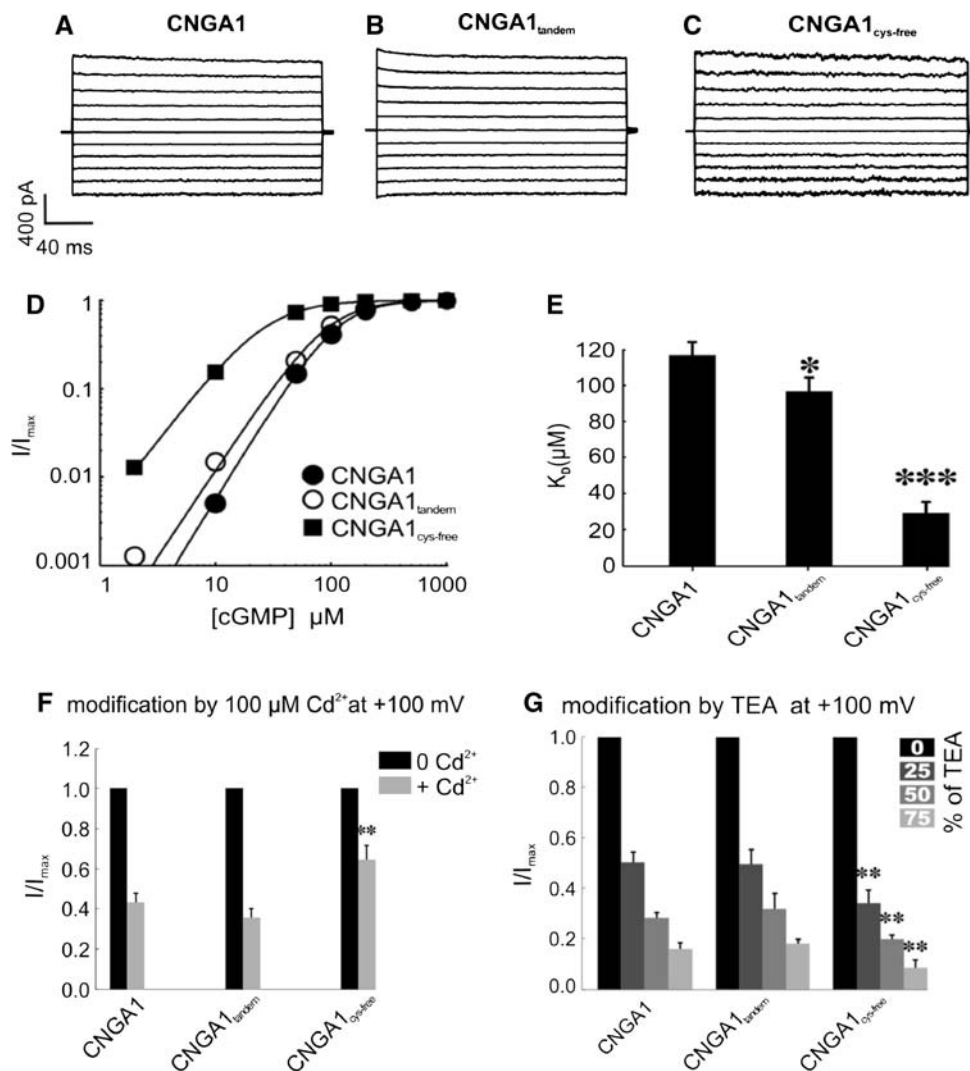 A CNGA1
B CNGA1tandem
C CNGA1cys-free
400 pA
40 ms
D
I/Imax
1
0.1
0.01
0.001
1 10 100 1000
[cGMP] μM
CNGA1
CNGA1tandem
CNGA1cys-free
E
KD(μM)
120
100
80
60
40
20
0
*
***
CNGA1
CNGA1tandem
CNGA1cys-free
F modification by 100 μM Cd2+ at +100 mV
I/Imax
1.2
1.0
0.8
0.6
0.4
0.2
0.0
0 Cd2+
+ Cd2+
**
CNGA1
CNGA1tandem
CNGA1cys-free
G modification by TEA at +100 mV
I/Imax
1.0
0.8
0.6
0.4
0.2
0.0
0
25
50
75
% of TEA
**
**
**
CNGA1
CNGA1tandem
CNGA1cys-free